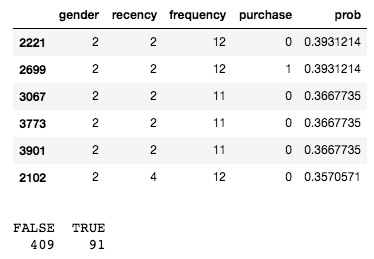 gender recency frequency purchase prob
2221 2 2 12 0 0.3931214
2699 2 2 12 1 0.3931214
3067 2 2 11 0 0.3667735
3773 2 2 11 0 0.3667735
3901 2 2 11 0 0.3667735
2102 2 4 12 0 0.3570571
FALSE TRUE
409 91